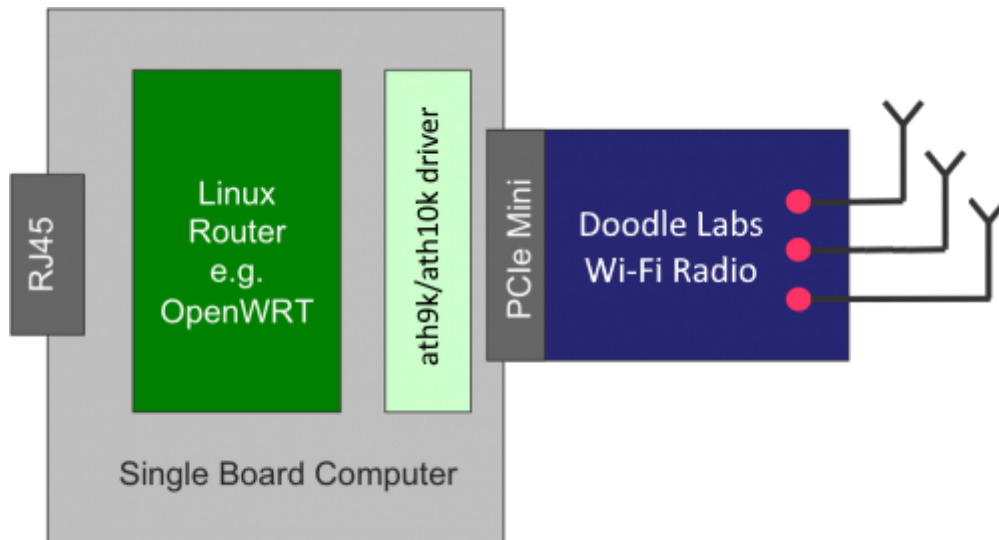 RJ45
Linux
Router
e.g.
OpenWRT
ath9k/ath10k driver
PCIe Mini
Doodle Labs
Wi-Fi Radio
Single Board Computer